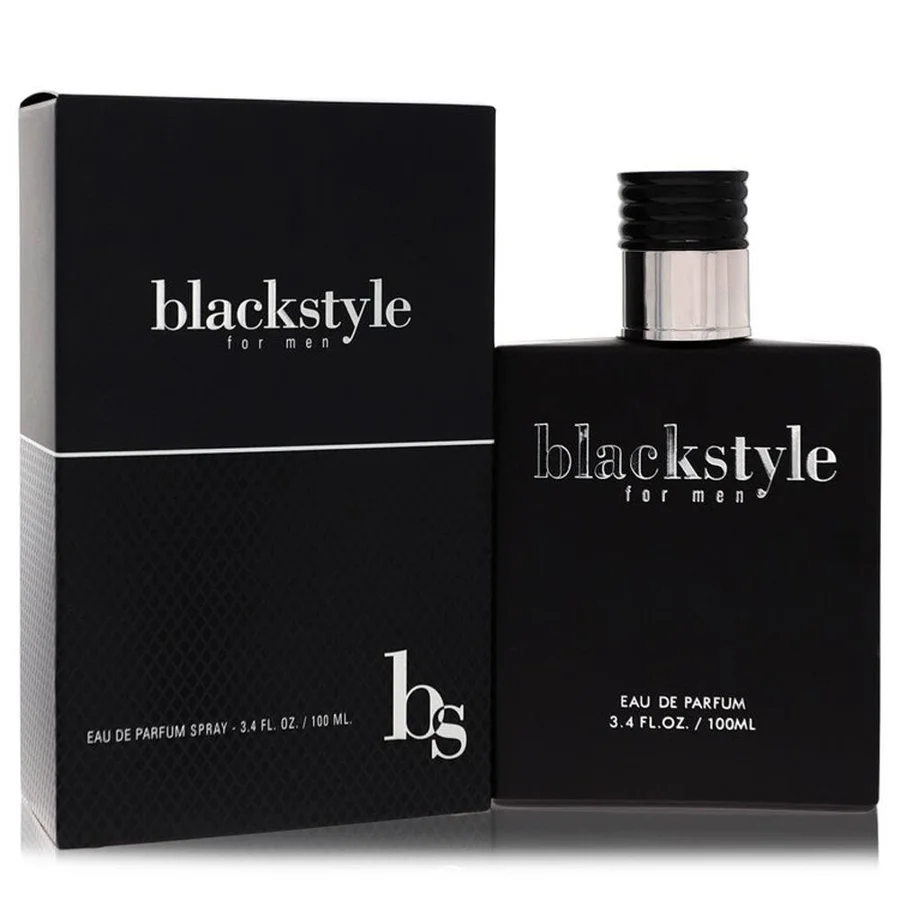 blackstyle
for men
EAU DE PARFUM SPRAY - 3.4 FL. OZ. / 100 ML.
bs
blackstyle
for men
EAU DE PARFUM
3.4 FL.OZ. / 100ML